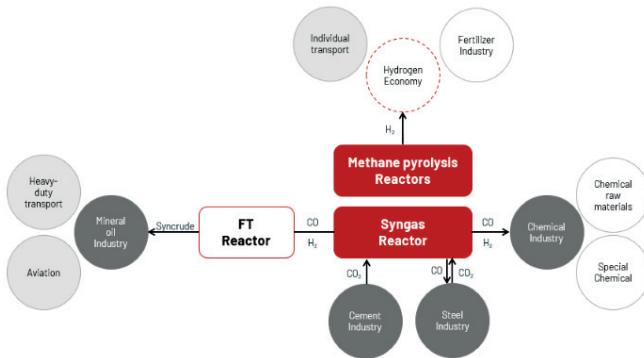 Individual
transport
Fertilizer
Industry
Hydrogen
Economy
H₂
Methane pyrolysis
Reactors
Heavy-
duty
transport
Mineral
oil
Industry
Aviation
Syncrude
FT
Reactor
CO
H₂
Syngas
Reactor
CO
H₂
Chemical Industry
Chemical
raw
materials
Special
Chemical
CO₂
CO
CO₂
Cement
Industry
Steel
Industry